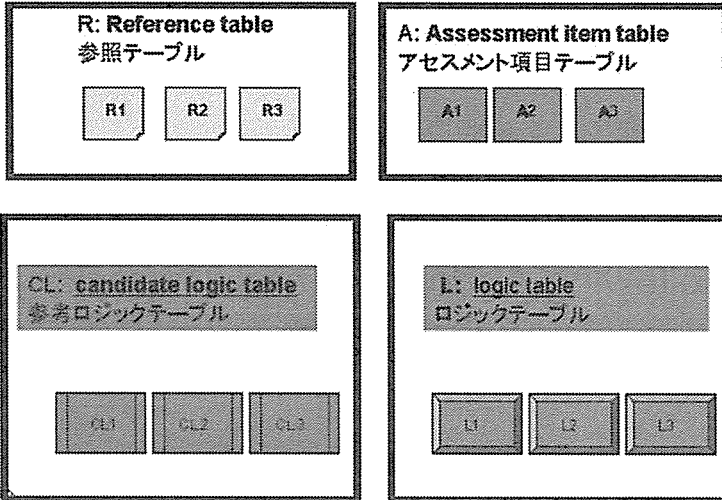 R: Reference table
参照テーブル
R1 R2 R3
A: Assessment item table
アセスメント項目テーブル
A1 A2 A3
CL: candidate logic table
参考ロジックテーブル
CL1 CL2 CL3
L: logic table
ロジックテーブル
L1 L2 L3